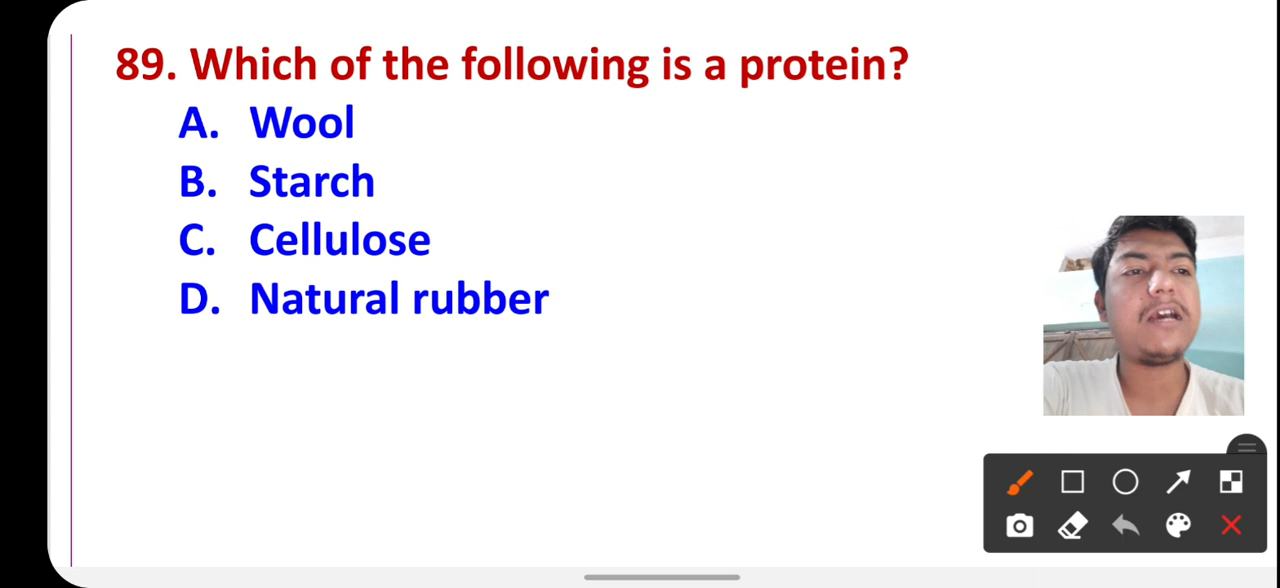 89. Which of the following is a protein?
A. Wool
B. Starch
C. Cellulose
D. Natural rubber